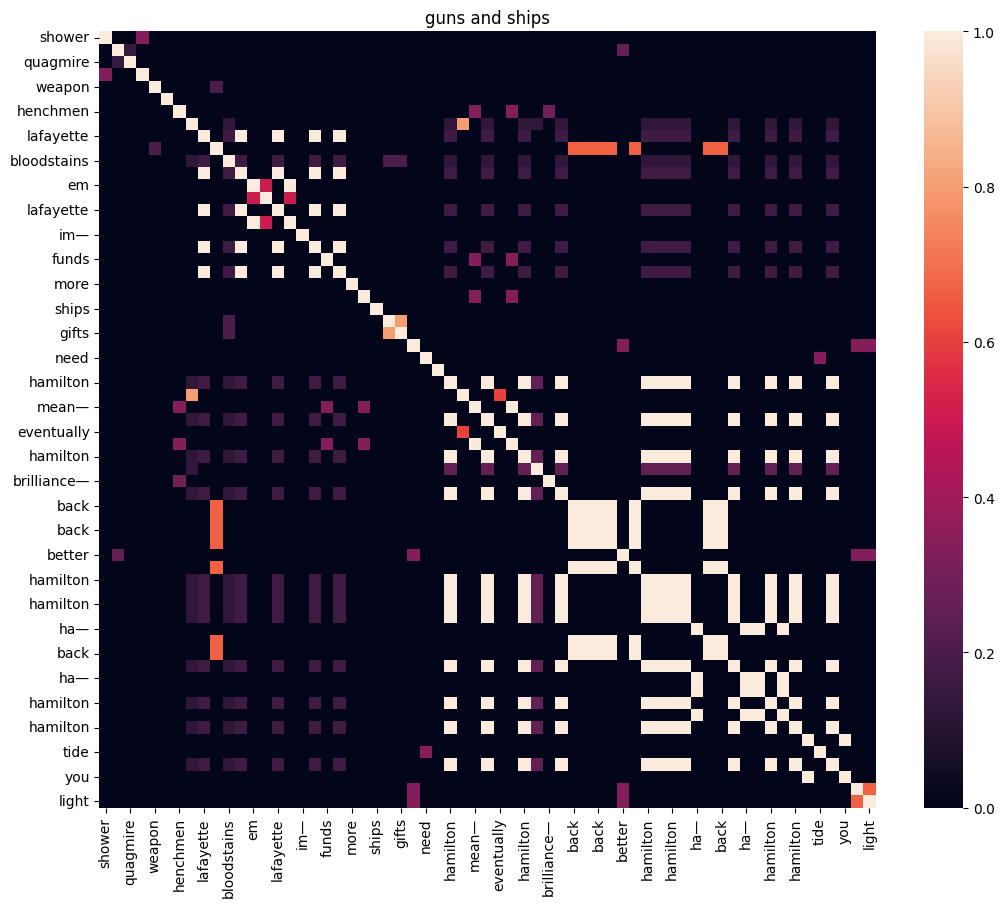 guns and ships
shower
quagmire
weapon
henchmen
lafayette
bloodstains
em
lafayette
im—
funds
more
ships
gifts
need
hamilton
mean—
eventually
hamilton
brilliance—
back
back
better
hamilton
hamilton
ha—
back
ha—
hamilton
hamilton
tide
you
light
shower
quagmire
weapon
henchmen
lafayette
bloodstains
em
lafayette
im—
funds
more
ships
gifts
need
hamilton
mean—
eventually
hamilton
brilliance—
back
back
better
hamilton
hamilton
ha—
back
ha—
hamilton
hamilton
tide
you
light
1.0
0.8
0.6
0.4
0.2
0.0